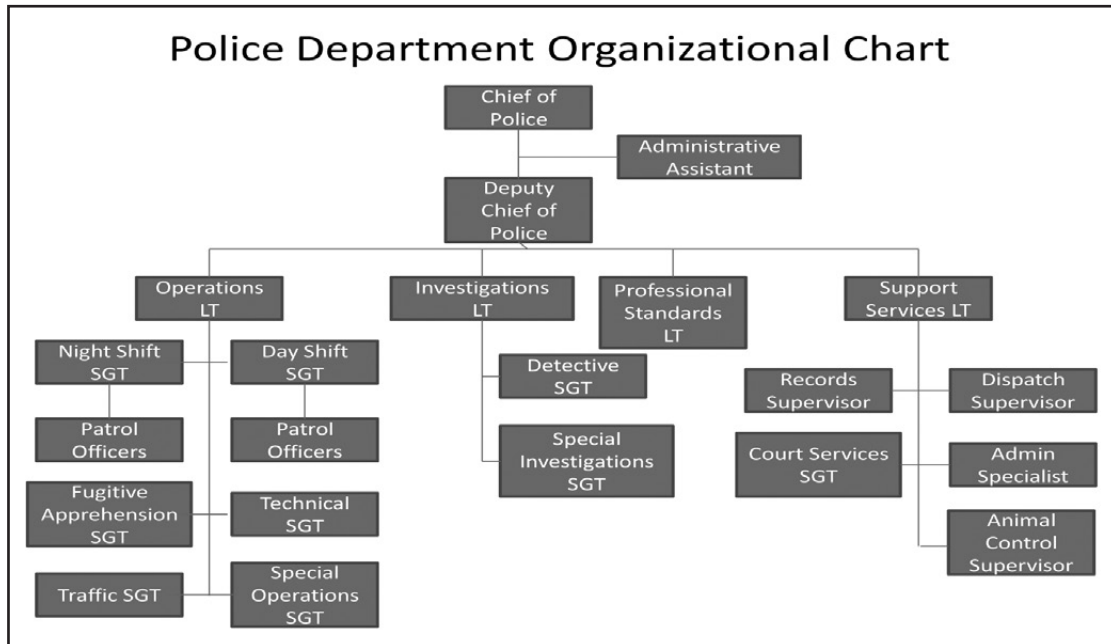 Police Department Organizational Chart
Chief of
Police
Administrative
Assistant
Deputy
Chief of
Police
Operations
LT
Investigations
LT
Professional
Standards
LT
Support
Services LT
Night Shift
SGT
Day Shift
SGT
Patrol
Officers
Patrol
Officers
Fugitive
Apprehension
SGT
Technical
SGT
Traffic SGT
Special
Operations
SGT
Detective
SGT
Special
Investigations
SGT
Records
Supervisor
Dispatch
Supervisor
Court Services
SGT
Admin
Specialist
Animal
Control
Supervisor